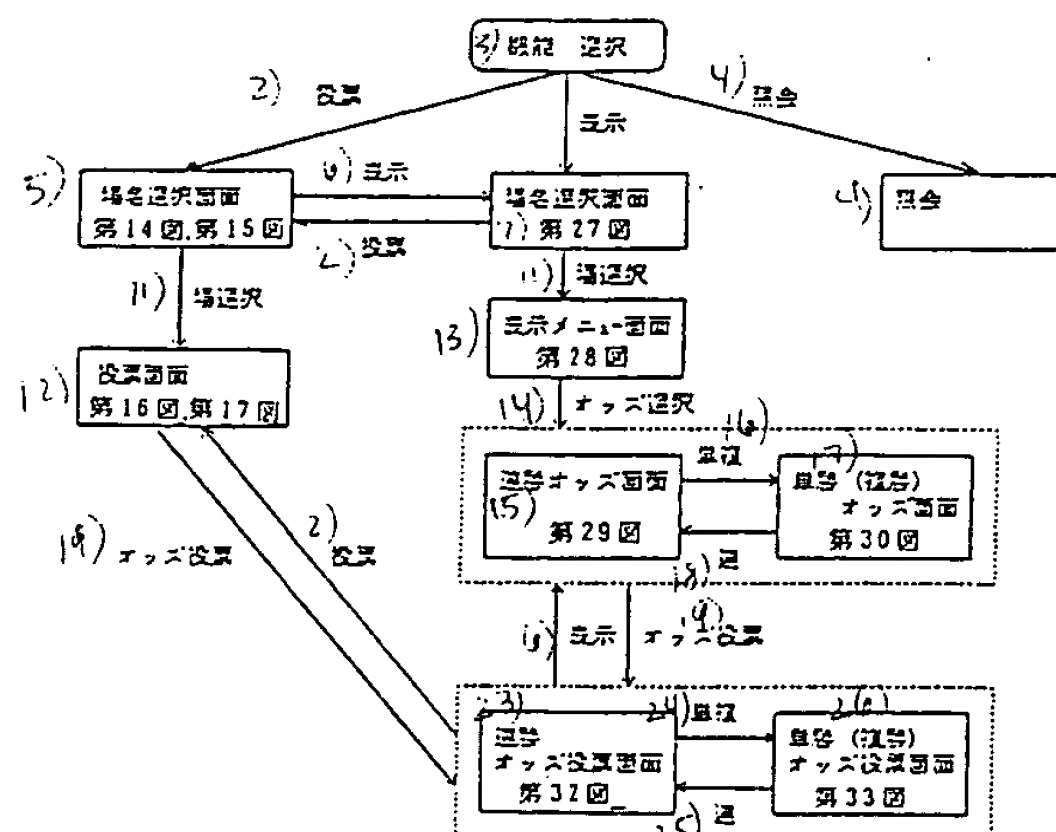 3) 機能 選択
2) 投票
表示
4) 照会
5) 場名選択画面
第14図.第15図
6) 表示
2) 投票
場名選択画面
7) 第27図
4) 照会
11) 場選択
11) 場選択
13) 表示メニュー画面
第28図
12) 投票画面
第16図.第17図
14) オッズ選択
連勝オッズ画面
15) 第29図
16) 単複
17) 単勝 (複勝)
オッズ画面
第30図
18) 連
19) オッズ投票
2) 投票
6) 表示
19) オッズ投票
23) 連勝
オッズ投票画面
第32図
24) 単複
26) 単勝 (複勝)
オッズ投票画面
第33図
25) 連